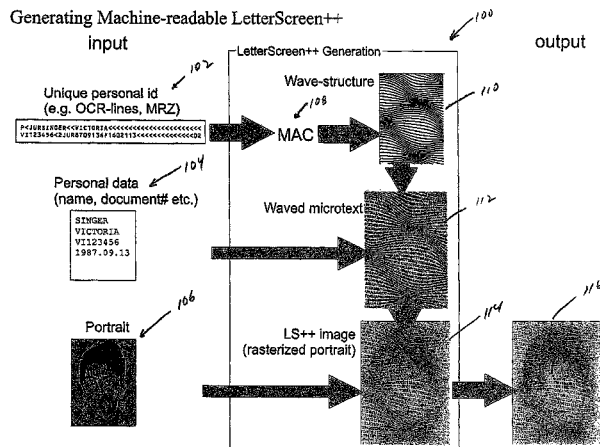 Generating Machine-readable LetterScreen++
input
output
100
LetterScreen++ Generation
102
Unique personal id
(e.g. OCR-lines, MRZ)
Wave-structure
108
MAC
110
104
Personal data
(name, document# etc.)
SINGER
VICTORIA
VI123456
1987.09.13
Waved microtext
112
106
Portrait
LS++ image
(rasterized portrait)
114
116